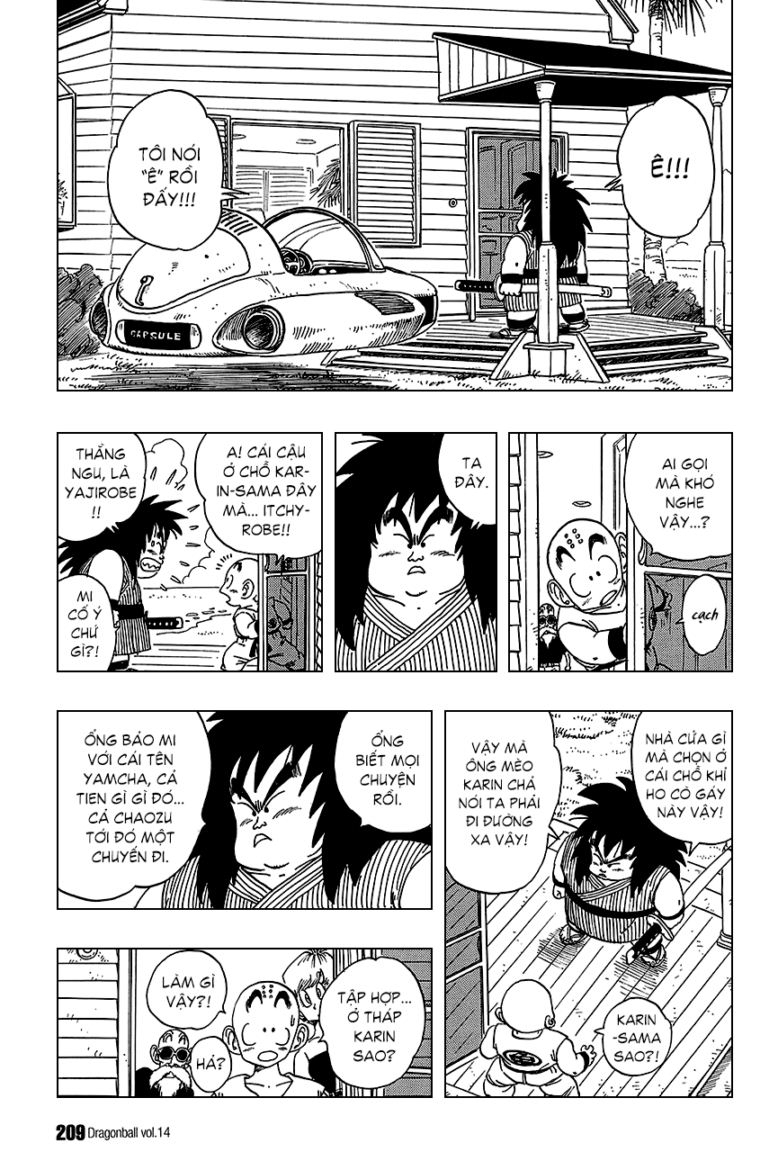 Ê!!!
TÔI NÓI
"Ê" RỒI
ĐẤY!!!
CAPSULE
AI GỌI
MÀ KHÓ
NGHE
VẬY...?
CẠCH
TA
ĐÂY.
A! CÁI CẬU
Ở CHỖ KAR-
IN-SAMA ĐÂY
MÀ... ITCHY-
ROBE!!
THẰNG
NGU, LÀ
YAJIROBE
!!
MI
CỐ Ý
CHỨ
GÌ?!
NHÀ CỬA GÌ
MÀ CHỌN Ở
CÁI CHỖ KHỈ
HO CÒ GÁY
NÀY VẬY!
VẬY MÀ
ÔNG MÈO
KARIN CHẢ
NÓI TA PHẢI
ĐI ĐƯỜNG
XA VẬY!
KARIN
-SAMA
SAO?!
ỔNG
BIẾT MỌI
CHUYỆN
RỒI.
ỔNG BẢO MI
VỚI CÁI TÊN
YAMCHA, CẢ
TIEN GÌ GÌ ĐÓ...
CẢ CHAOZU
TỚI ĐÓ MỘT
CHUYẾN ĐI.
TẬP HỢP...
Ở THÁP
KARIN
SAO?
LÀM GÌ
VẬY?!
HẢ?
209 Dragonball vol.14